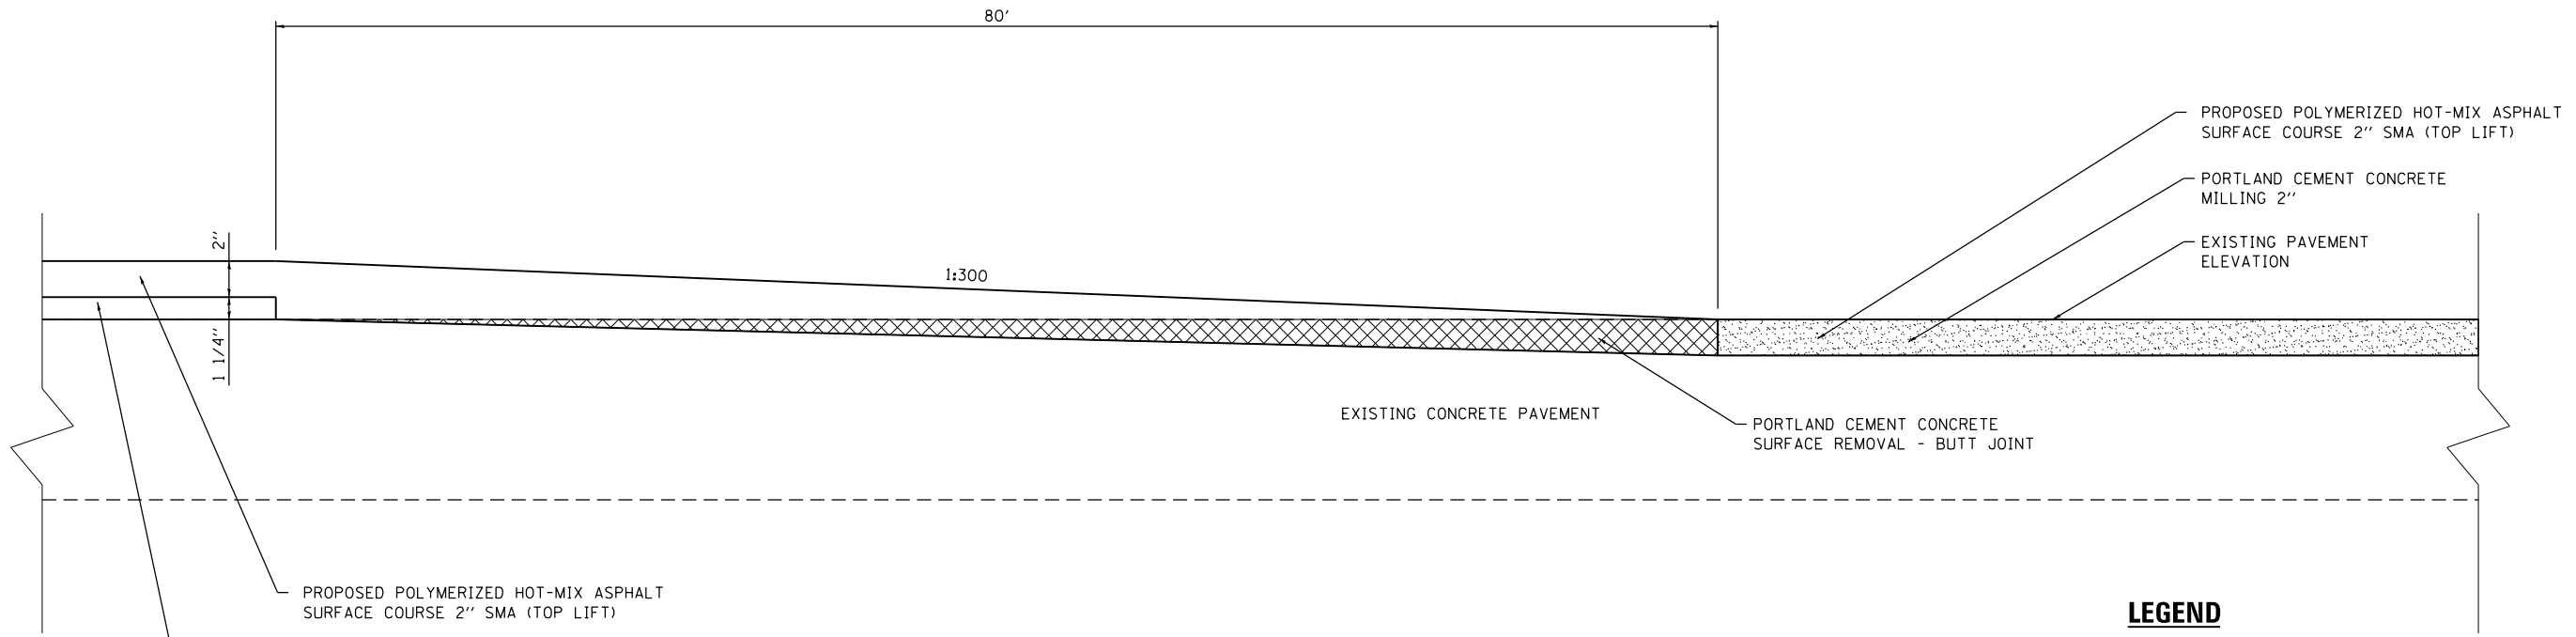 80'
PROPOSED POLYMERIZED HOT-MIX ASPHALT
SURFACE COURSE 2'' SMA (TOP LIFT)
PORTLAND CEMENT CONCRETE
MILLING 2''
EXISTING PAVEMENT
ELEVATION
2''
1:300
1 1/4''
EXISTING CONCRETE PAVEMENT
PORTLAND CEMENT CONCRETE
SURFACE REMOVAL - BUTT JOINT
PROPOSED POLYMERIZED HOT-MIX ASPHALT
SURFACE COURSE 2'' SMA (TOP LIFT)
LEGEND